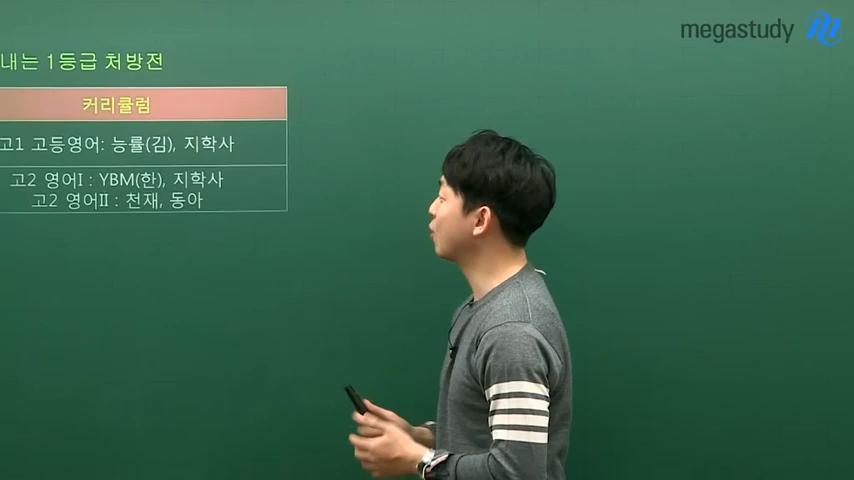 megastudy
내는 1등급 처방전
커리큘럼
고1 고등영어: 능률(김), 지학사
고2 영어I : YBM(한), 지학사
고2 영어II : 천재, 동아